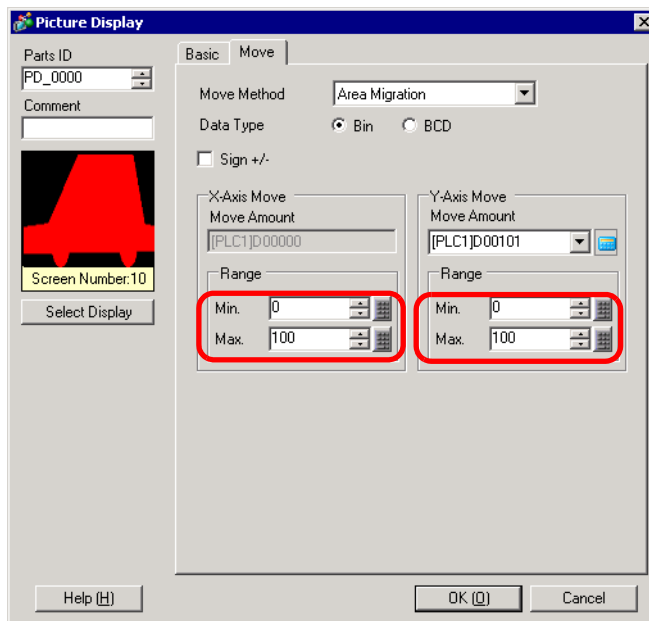 Picture Display
Parts ID
PD_0000
Comment
Screen Number:10
Select Display
Basic Move
Move Method Area Migration
Data Type Bin BCD
Sign +/-
X-Axis Move
Move Amount
[PLC1]D00000
Range
Min. 0
Max. 100
Y-Axis Move
Move Amount
[PLC1]D00101
Range
Min. 0
Max. 100
Help (H) OK (O) Cancel